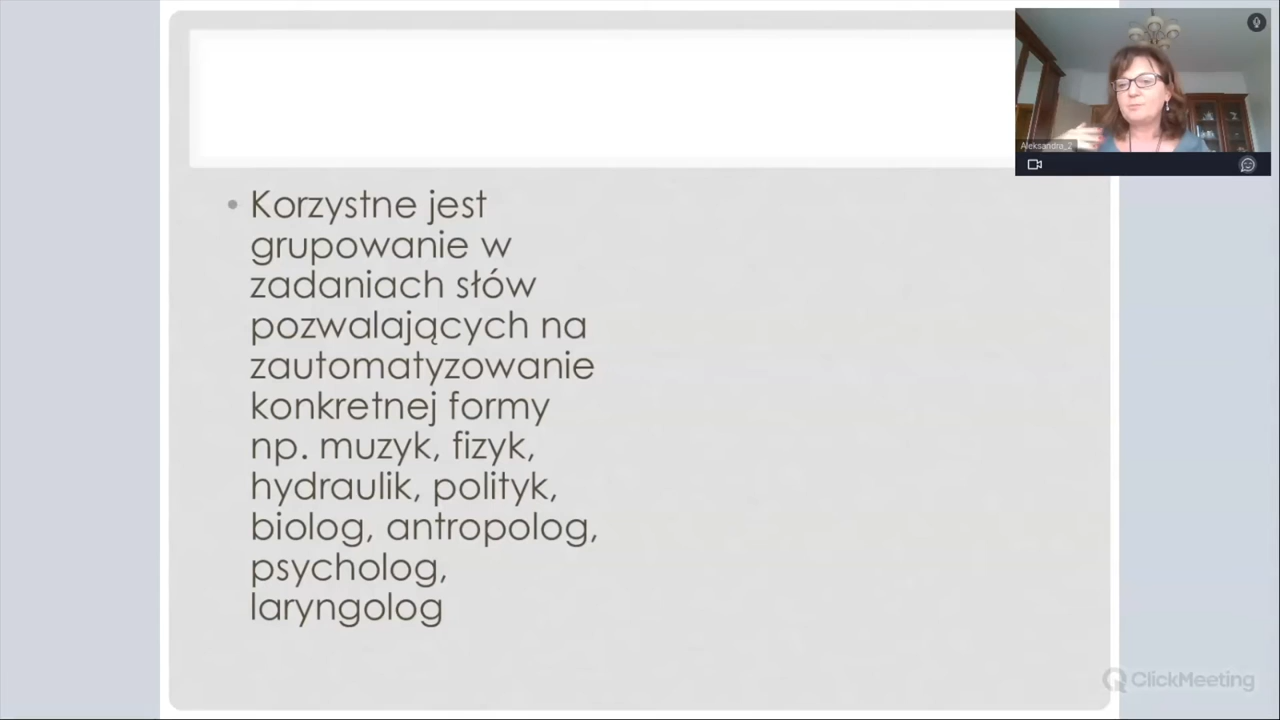 Aleksandra_2
• Korzystne jest
grupowanie w
zadaniach słów
pozwalających na
zautomatyzowanie
konkretnej formy
np. muzyk, fizyk,
hydraulik, polityk,
biolog, antropolog,
psycholog,
laryngolog
ClickMeeting